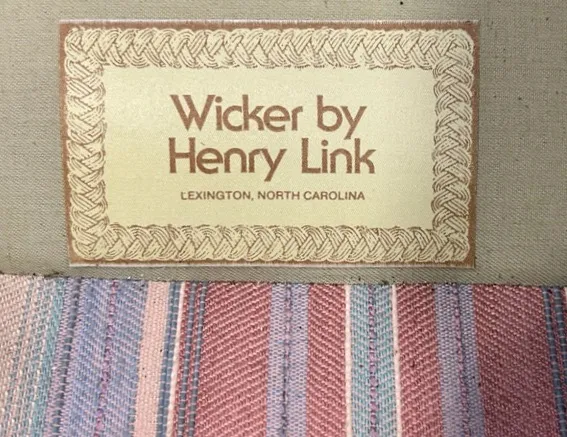 Wicker by
Henry Link
LEXINGTON, NORTH CAROLINA